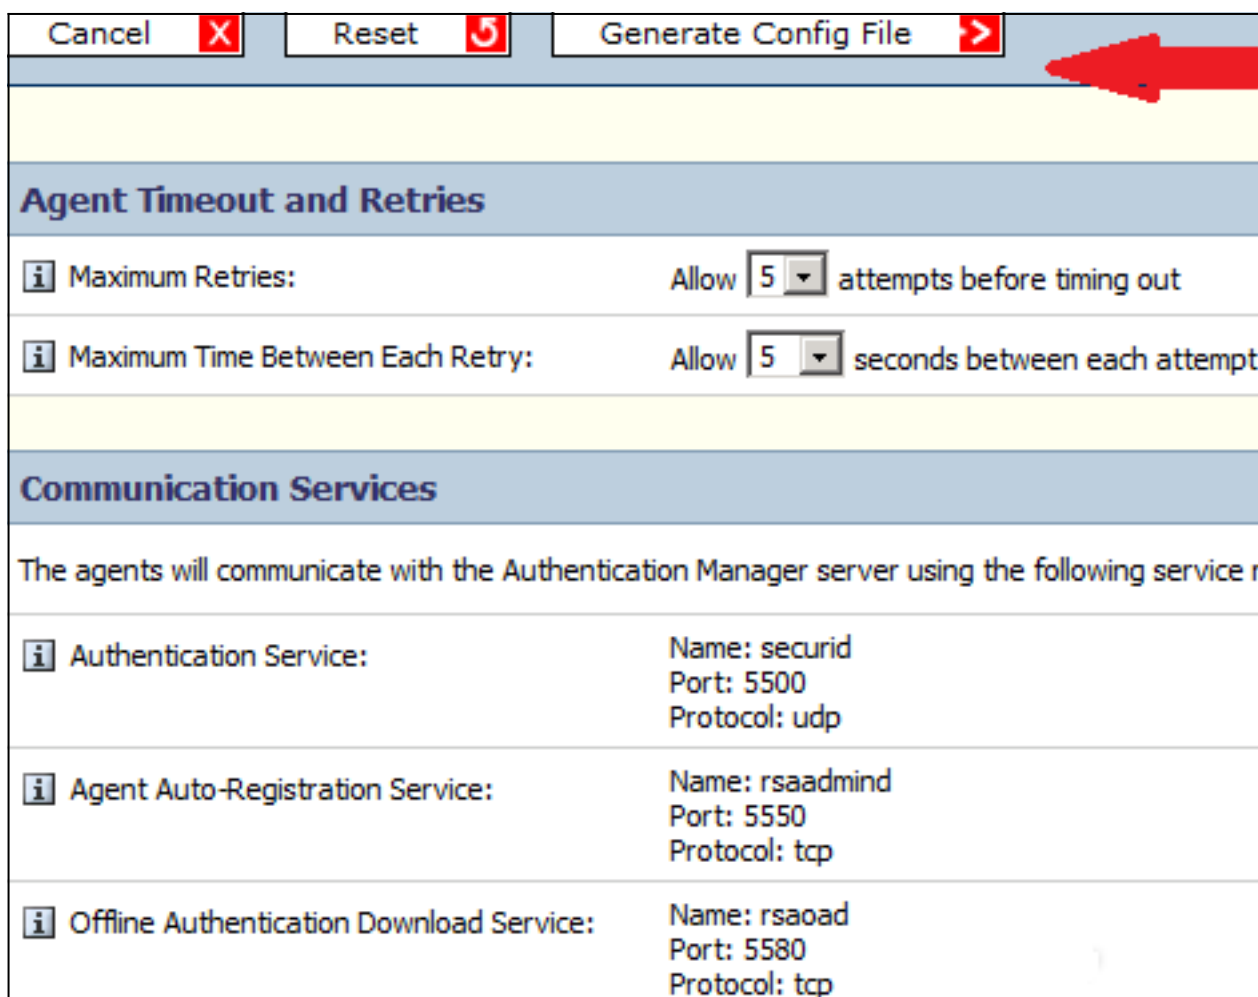 Cancel X Reset Generate Config File
Agent Timeout and Retries
i Maximum Retries: Allow 5 attempts before timing out
i Maximum Time Between Each Retry: Allow 5 seconds between each attempt
Communication Services
The agents will communicate with the Authentication Manager server using the following service
i Authentication Service: Name: securid
Port: 5500
Protocol: udp
i Agent Auto-Registration Service: Name: rsaadmind
Port: 5550
Protocol: tcp
i Offline Authentication Download Service: Name: rsaoad
Port: 5580
Protocol: tcp